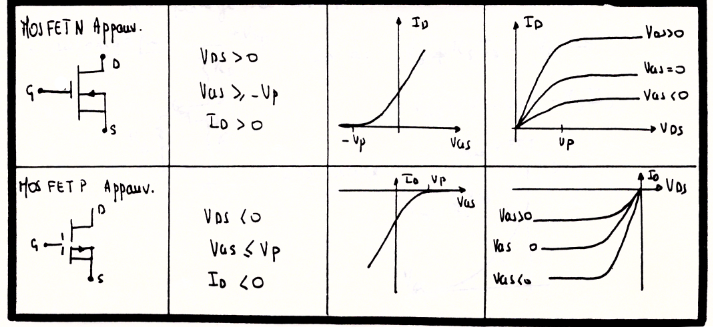 MOSFET N Appauv.
D
G
S
VDS > 0
VGS ≥ -VP
ID > 0
ID
-VP
VGS
ID
VGS>0
VGS=0
VGS<0
VP
VDS
MOSFET P Appauv.
D
G
S
VDS < 0
VGS ≤ VP
ID < 0
ID
VP
VGS
ID
VDS
VGS>0
VGS 0
VGS<0